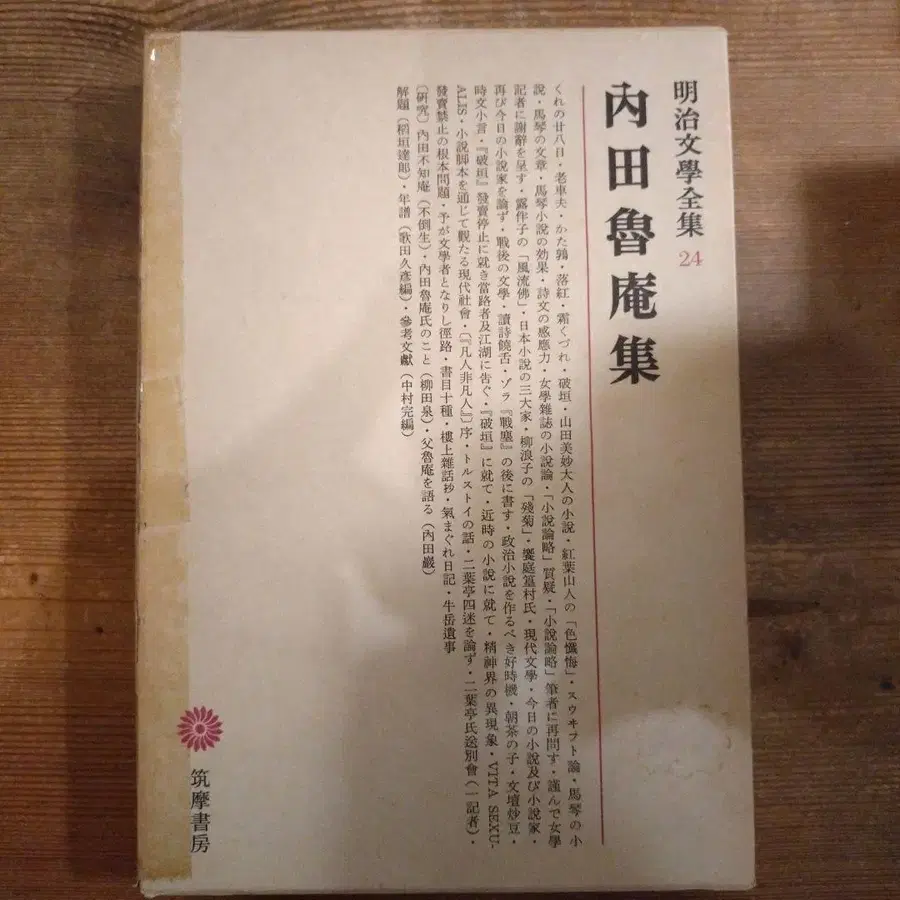 明治文學全集 24
內田魯庵集
くれの廿八日・老車夫・かた鶉・落紅・霜くづれ・破垣・山田美妙大人の小說・紅葉山人の「色懺悔」・スウヰフト論・馬琴の小
說・馬琴の文章・馬琴小說の効果・詩文の感應力・女學雜誌の小說論・「小說論略」質疑・「小說論略」筆者に再問す・謹んで女學
記者に謝辭を呈す・露伴子の「風流佛」・日本小說の三大家・柳浪子の「殘菊」・饗庭篁村氏・現代文學・今日の小說及び小說家・
再び今日の小說家を論ず・戰後の文學・讀詩饒舌・ゾラ『戰塵』の後に書す・政治小說を作るべき好時機・朝茶の子・文壇炒豆・
時文小言・『破垣』發賣停止に就き當路者及江湖に告ぐ・『破垣』に就て・近時の小說に就て・精神界の異現象・VITA SEXU-
ALIS・小說脚本を通じて觀たる現代社會・〔『凡人非凡人』〕序・トルストイの話・二葉亭四迷を論ず・二葉亭氏送別會（一記者）・
發賣禁止の根本問題・予が文學者となりし徑路・書目十種・樓上雜話抄・氣まぐれ日記・牛岳遺事
〔硏究〕內田不知庵（不倒生）・內田魯庵氏のこと（柳田泉）・父魯庵を語る（內田巖）
解題（稻垣達郎）・年譜（歌田久彥編）・參考文獻（中村完編）
筑摩書房